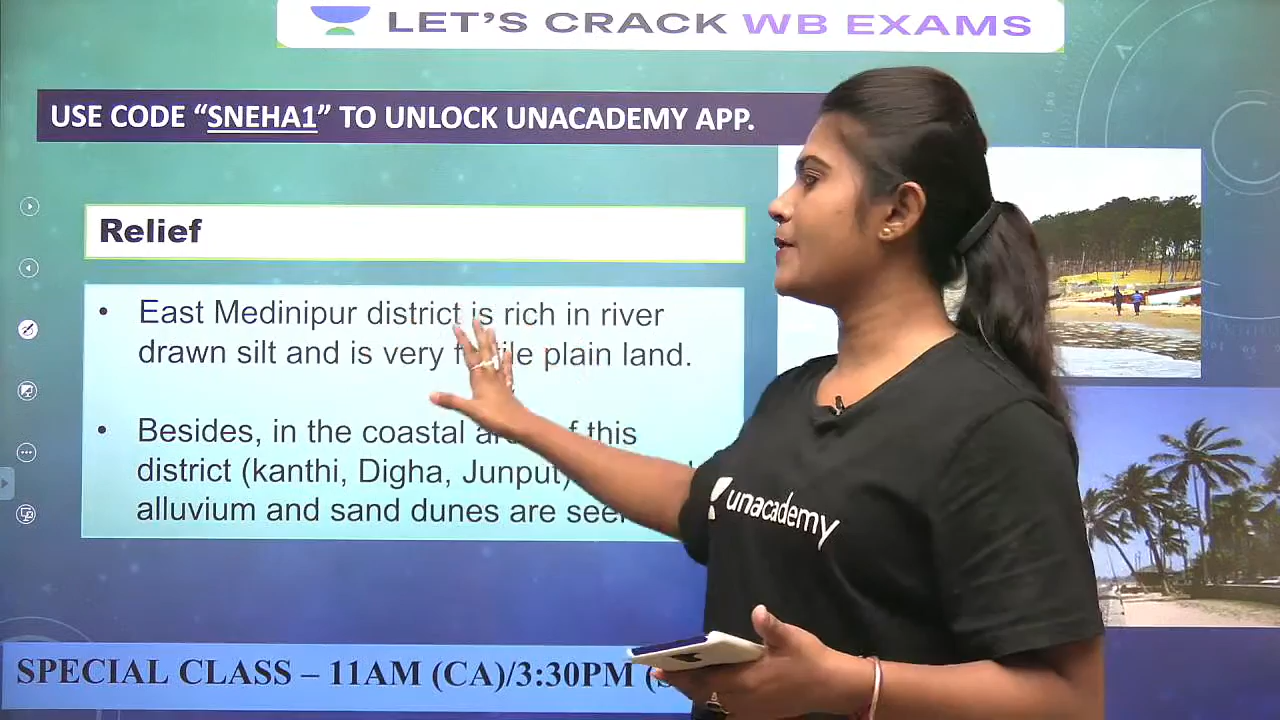 LET'S CRACK WB EXAMS
USE CODE “SNEHA1” TO UNLOCK UNACADEMY APP.
Relief
• East Medinipur district is rich in river
drawn silt and is very plain land.
• Besides, in the coastal this
district (kanthi, Digha, Junput)
alluvium and sand dunes are
unacademy
SPECIAL CLASS – 11AM (CA)/3:30PM